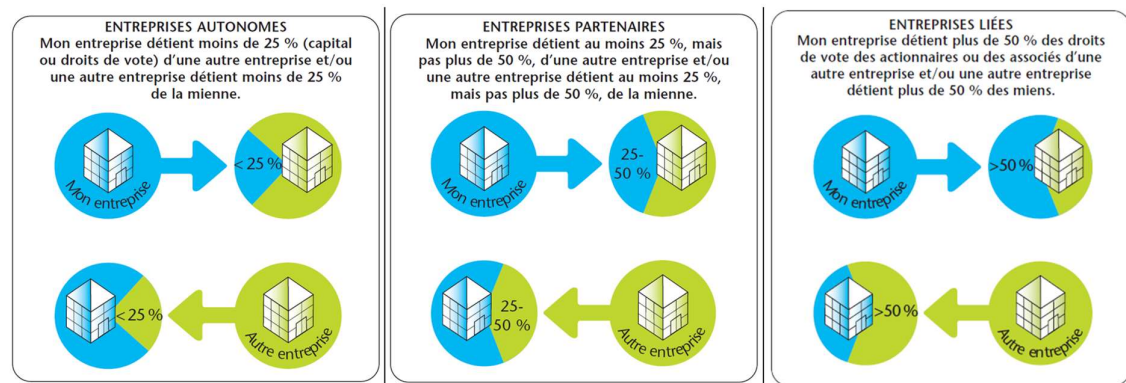 ENTREPRISES AUTONOMES
Mon entreprise détient moins de 25 % (capital
ou droits de vote) d’une autre entreprise et/ou
une autre entreprise détient moins de 25 %
de la mienne.
< 25 %
Mon entreprise
< 25 %
Autre entreprise
ENTREPRISES PARTENAIRES
Mon entreprise détient au moins 25 %, mais
pas plus de 50 %, d’une autre entreprise et/ou
une autre entreprise détient au moins 25 %,
mais pas plus de 50 %, de la mienne.
25-
50 %
Mon entreprise
25-
50 %
Autre entreprise
ENTREPRISES LIÉES
Mon entreprise détient plus de 50 % des droits
de vote des actionnaires ou des associés d’une
autre entreprise et/ou une autre entreprise
détient plus de 50 % des miens.
>50 %
Mon entreprise
>50 %
Autre entreprise